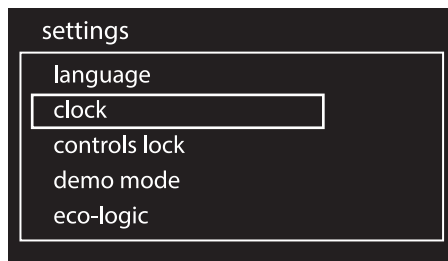 settings
language
clock
controls lock
demo mode
eco-logic